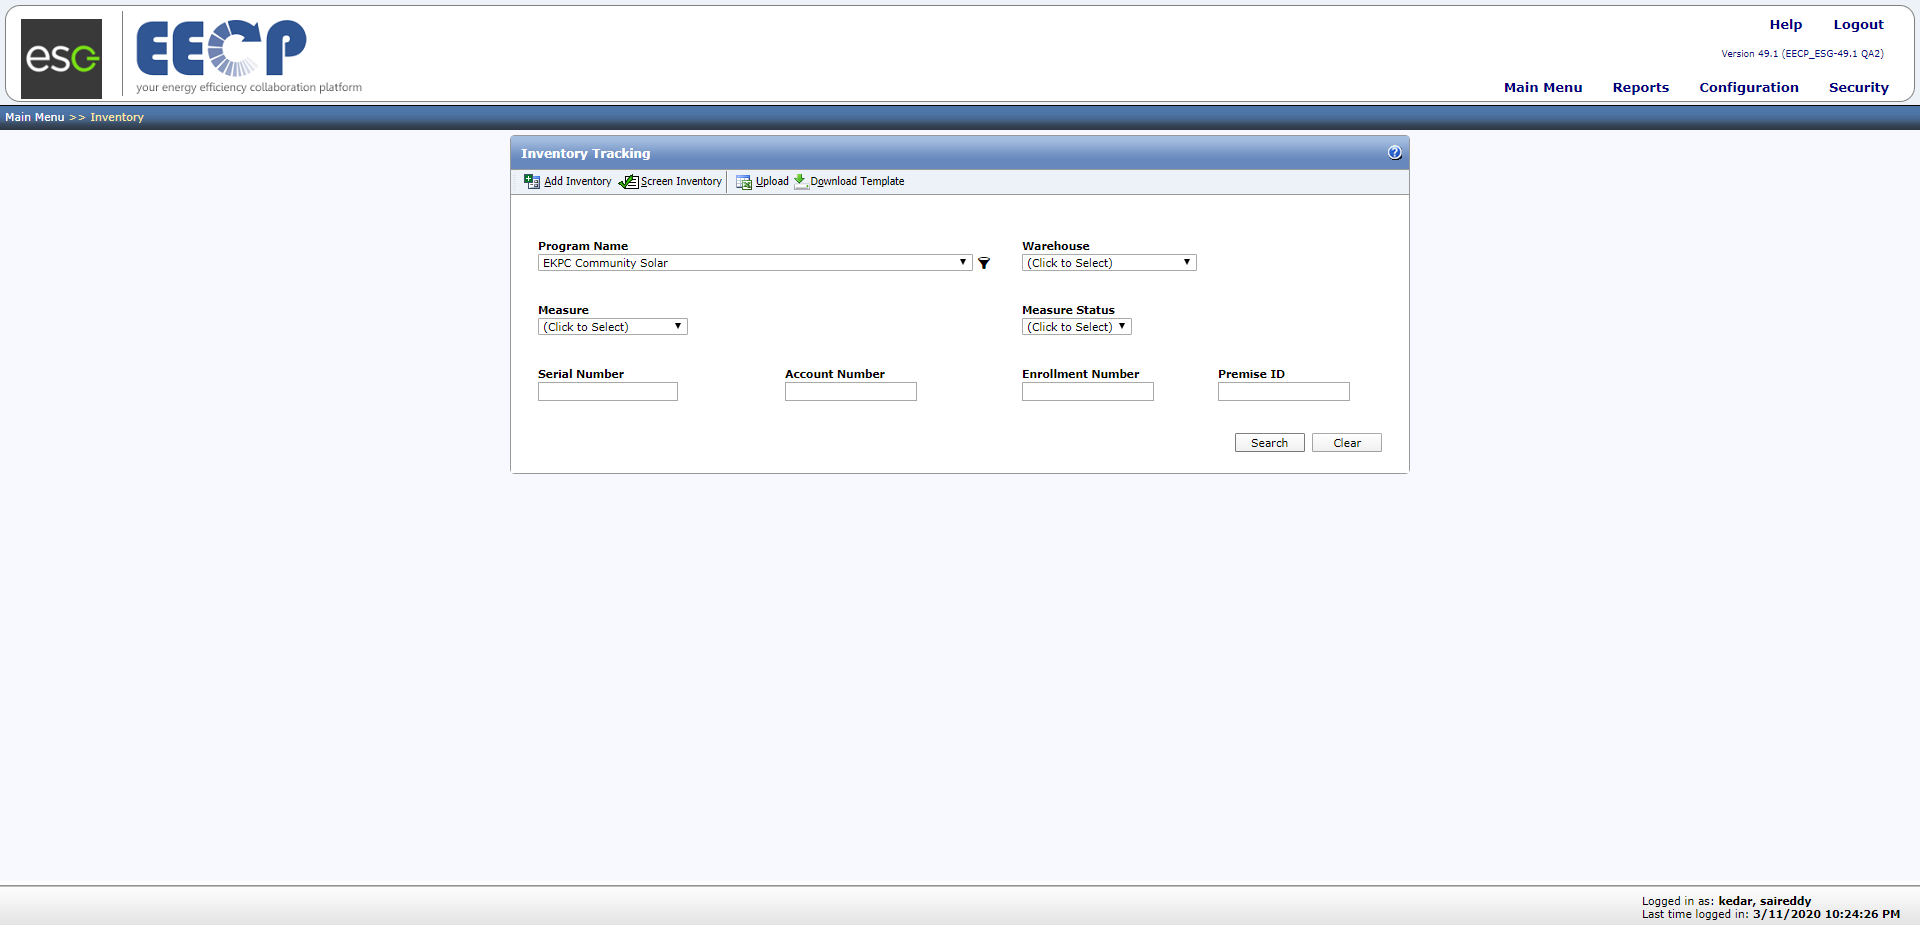 esc
EECP
your energy efficiency collaboration platform
Help Logout
Version 49.1 (EECP_ESG-49.1 QA2)
Main Menu Reports Configuration Security
Main Menu >> Inventory
Inventory Tracking ?
Add Inventory Screen Inventory Upload Download Template
Program Name Warehouse
EKPC Community Solar (Click to Select)
Measure Measure Status
(Click to Select) (Click to Select)
Serial Number Account Number Enrollment Number Premise ID
Search Clear
Logged in as: kedar, saireddy
Last time logged in: 3/11/2020 10:24:26 PM